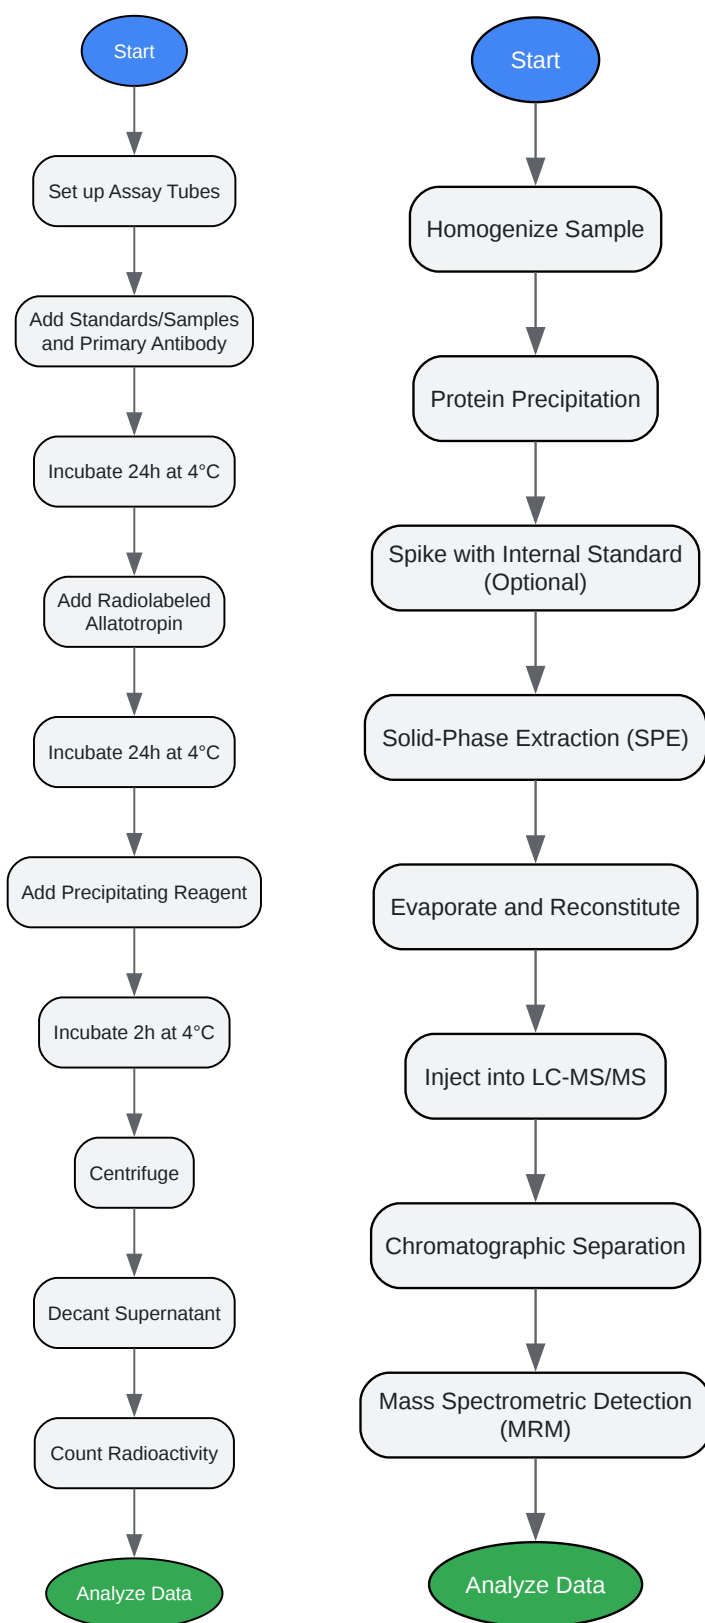 Start
Set up Assay Tubes
Add Standards/Samples
and Primary Antibody
Incubate 24h at 4°C
Add Radiolabeled
Allatotropin
Incubate 24h at 4°C
Add Precipitating Reagent
Incubate 2h at 4°C
Centrifuge
Decant Supernatant
Count Radioactivity
Analyze Data
Start
Homogenize Sample
Protein Precipitation
Spike with Internal Standard
(Optional)
Solid-Phase Extraction (SPE)
Evaporate and Reconstitute
Inject into LC-MS/MS
Chromatographic Separation
Mass Spectrometric Detection
(MRM)
Analyze Data